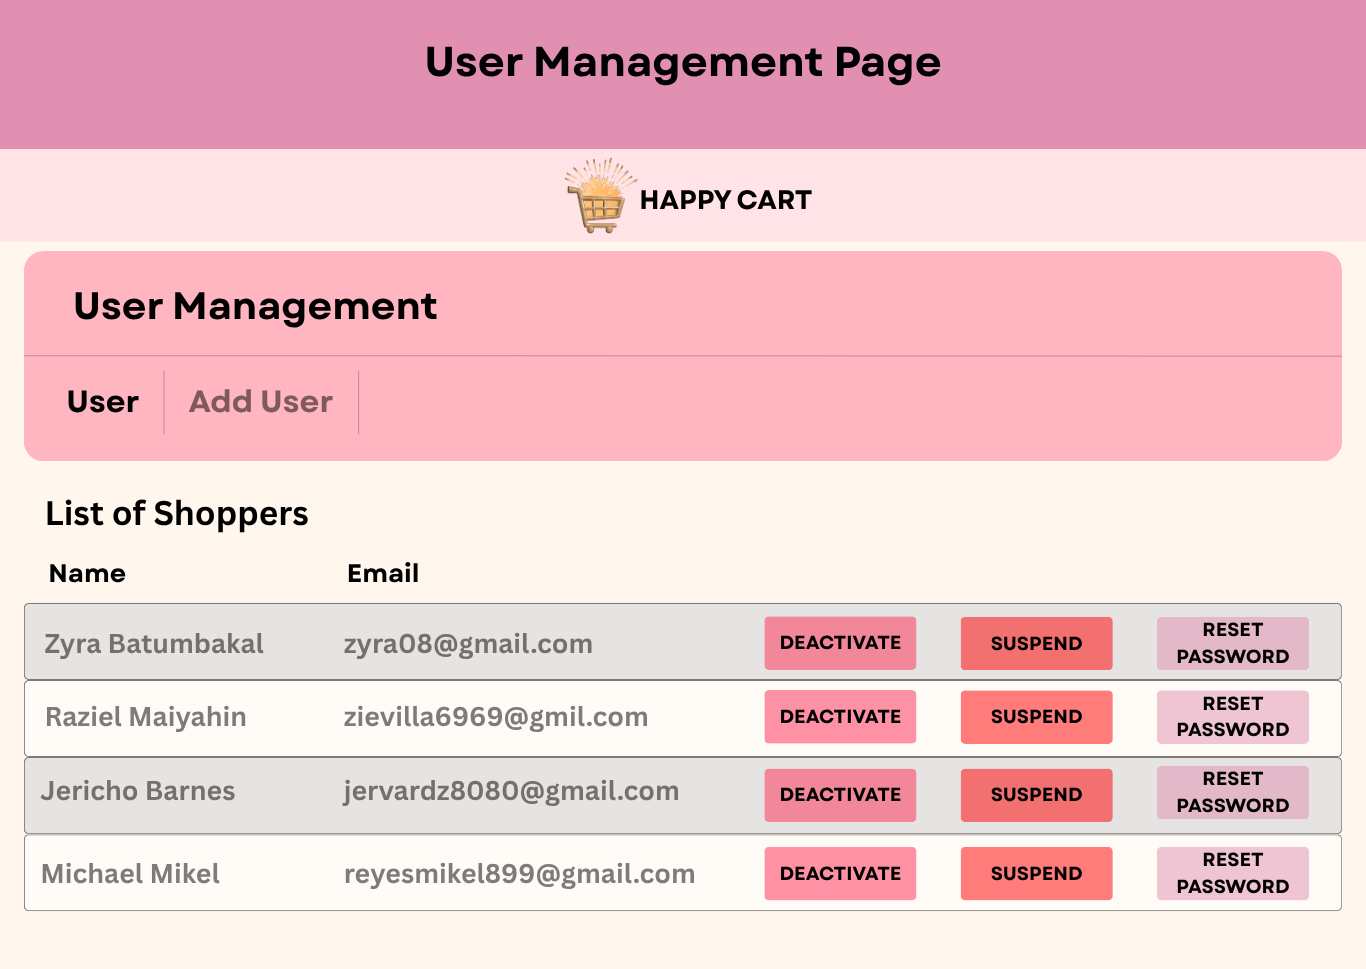 User Management Page
HAPPY CART
User Management
User Add User
List of Shoppers
Name Email
Zyra Batumbakal zyra08@gmail.com DEACTIVATE SUSPEND RESET PASSWORD
Raziel Maiyahin zievilla6969@gmil.com DEACTIVATE SUSPEND RESET PASSWORD
Jericho Barnes jervardz8080@gmail.com DEACTIVATE SUSPEND RESET PASSWORD
Michael Mikel reyesmikel899@gmail.com DEACTIVATE SUSPEND RESET PASSWORD